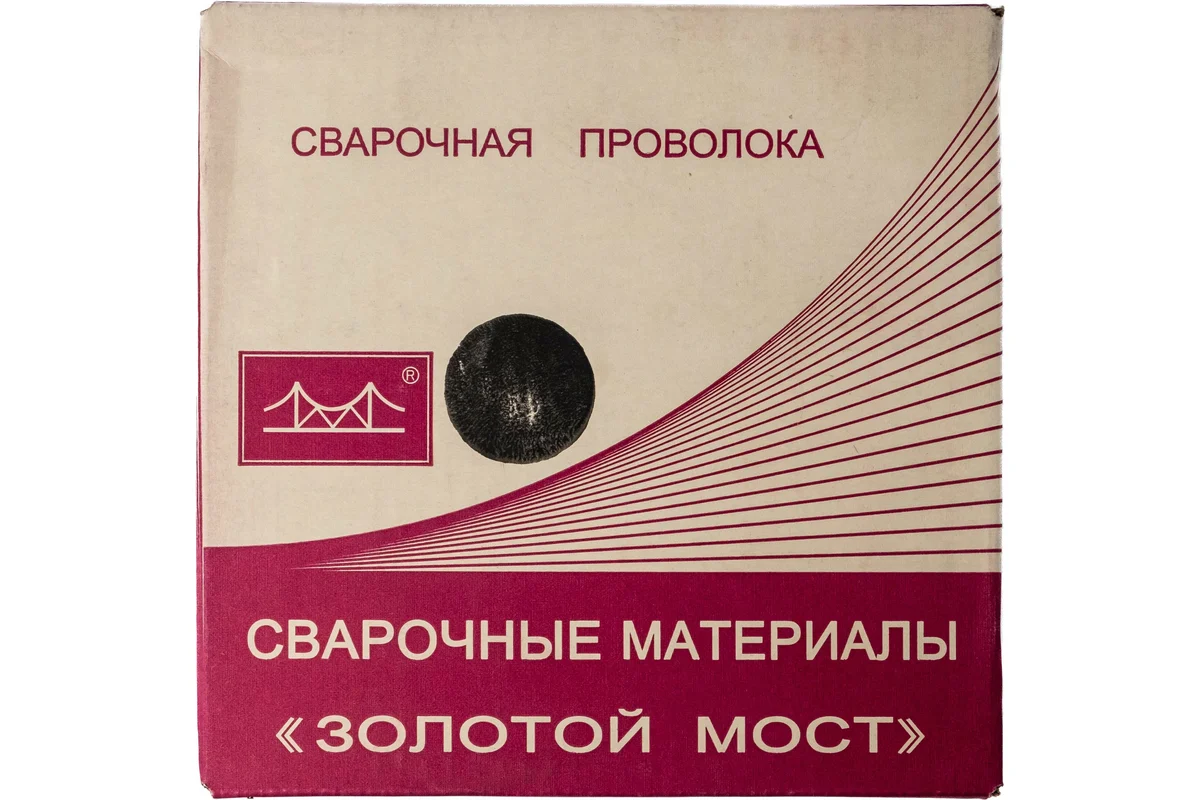 СВАРОЧНАЯ ПРОВОЛОКА
®
СВАРОЧНЫЕ МАТЕРИАЛЫ
《ЗОЛОТОЙ МОСТ》